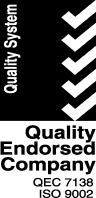 Quality System
Quality
Endorsed
Company
QEC 7138
ISO 9002